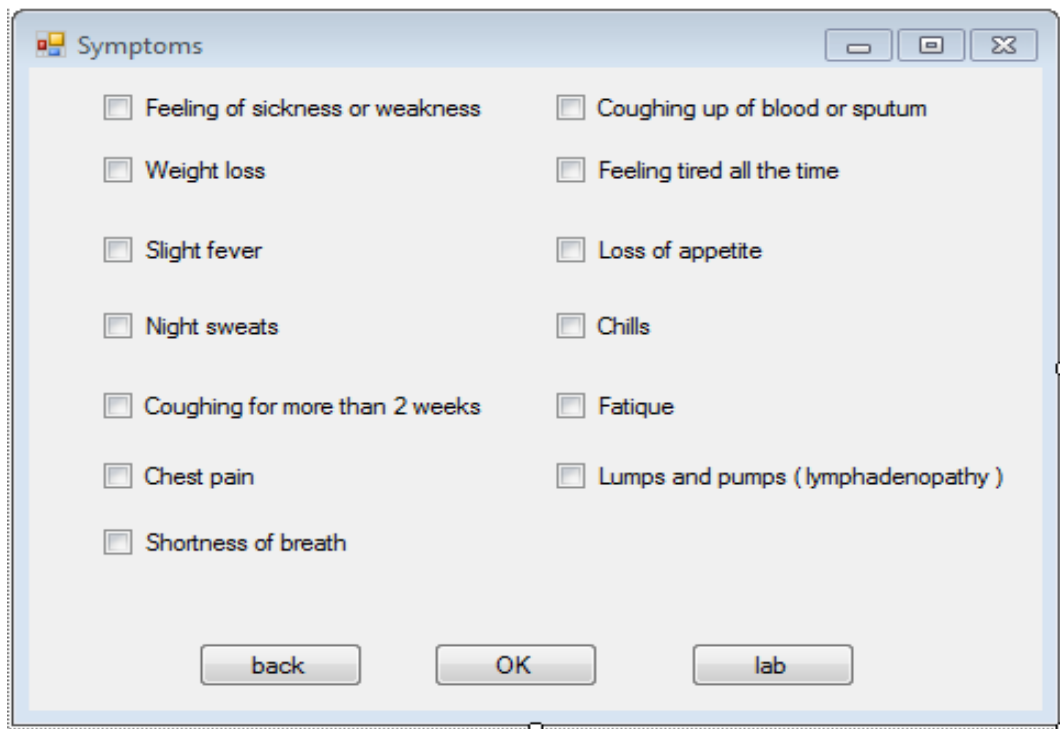 Symptoms
Feeling of sickness or weakness
Weight loss
Slight fever
Night sweats
Coughing for more than 2 weeks
Chest pain
Shortness of breath
Coughing up of blood or sputum
Feeling tired all the time
Loss of appetite
Chills
Fatique
Lumps and pumps ( lymphadenopathy )
back
OK
lab